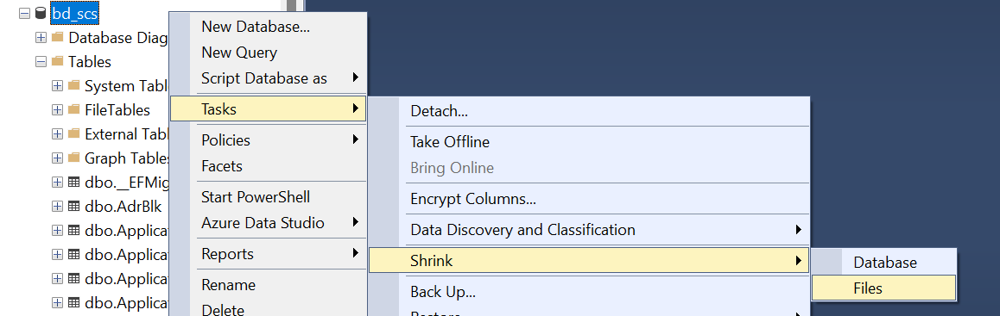 bd_scs
Database Diag
Tables
System Tabl
FileTables
External Tab
Graph Tables
dbo.__EFMig
dbo.AdrBlk
dbo.Applica
dbo.Applica
dbo.Applica
dbo.Applica
New Database...
New Query
Script Database as
Tasks
Policies
Facets
Start PowerShell
Azure Data Studio
Reports
Rename
Delete
Detach...
Take Offline
Bring Online
Encrypt Columns...
Data Discovery and Classification
Shrink
Back Up...
Restore
Database
Files